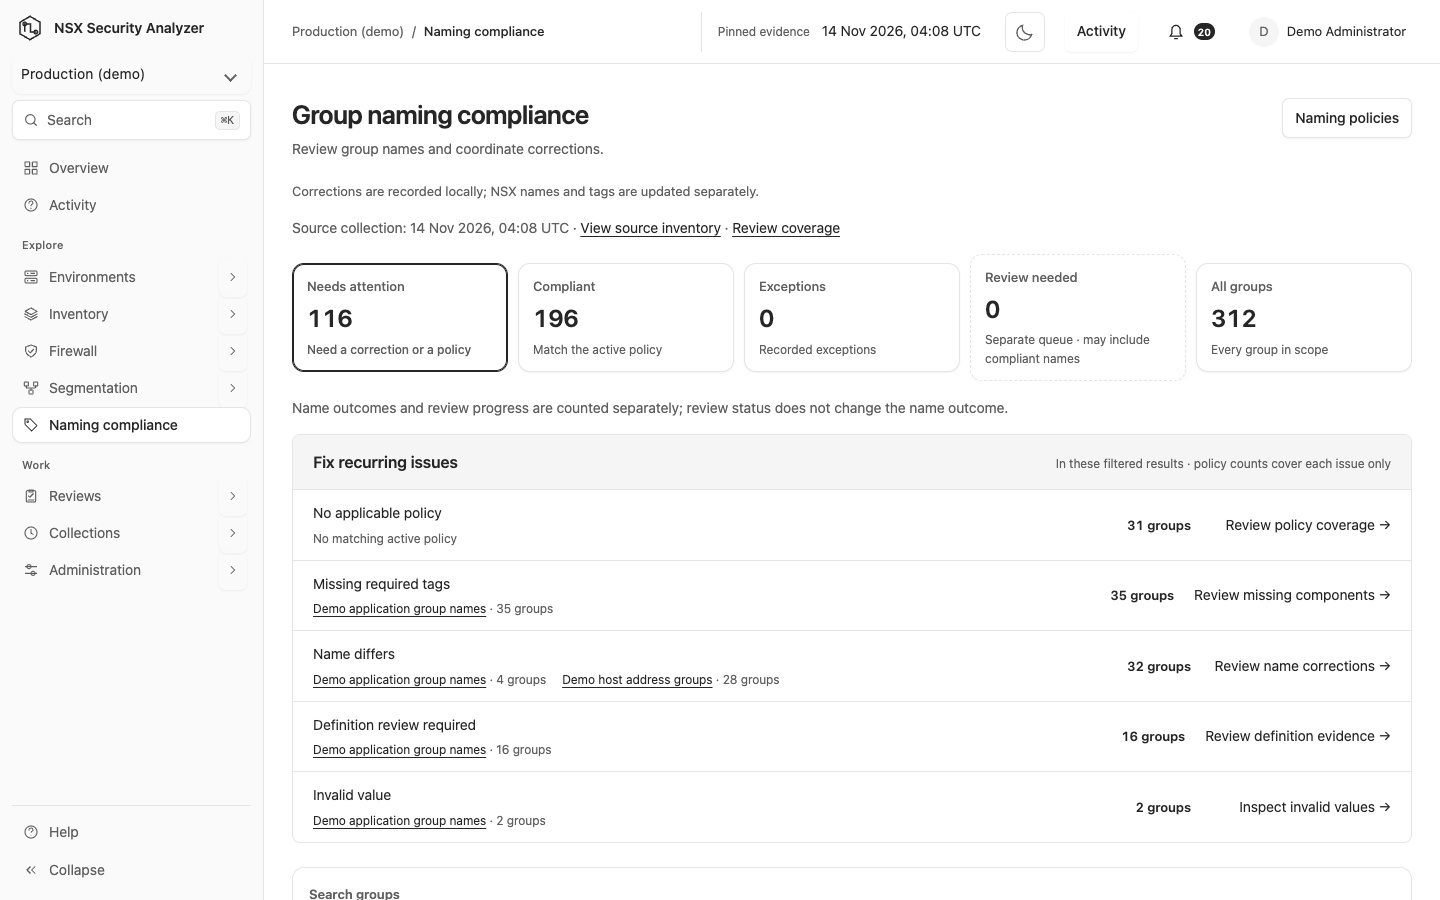 NSX Security Analyzer
Production (demo)
Search
⌘K
Overview
Activity
Explore
Environments
Inventory
Firewall
Segmentation
Naming compliance
Work
Reviews
Collections
Administration
Help
Collapse
Production (demo) / Naming compliance
Pinned evidence 14 Nov 2026, 04:08 UTC
Activity
20
D
Demo Administrator
Group naming compliance
Naming policies
Review group names and coordinate corrections.
Corrections are recorded locally; NSX names and tags are updated separately.
Source collection: 14 Nov 2026, 04:08 UTC · View source inventory · Review coverage
Needs attention
116
Need a correction or a policy
Compliant
196
Match the active policy
Exceptions
0
Recorded exceptions
Review needed
0
Separate queue · may include
compliant names
All groups
312
Every group in scope
Name outcomes and review progress are counted separately; review status does not change the name outcome.
Fix recurring issues
In these filtered results · policy counts cover each issue only
No applicable policy
No matching active policy
31 groups
Review policy coverage →
Missing required tags
Demo application group names · 35 groups
35 groups
Review missing components →
Name differs
Demo application group names · 4 groups Demo host address groups · 28 groups
32 groups
Review name corrections →
Definition review required
Demo application group names · 16 groups
16 groups
Review definition evidence →
Invalid value
Demo application group names · 2 groups
2 groups
Inspect invalid values →
Search groups